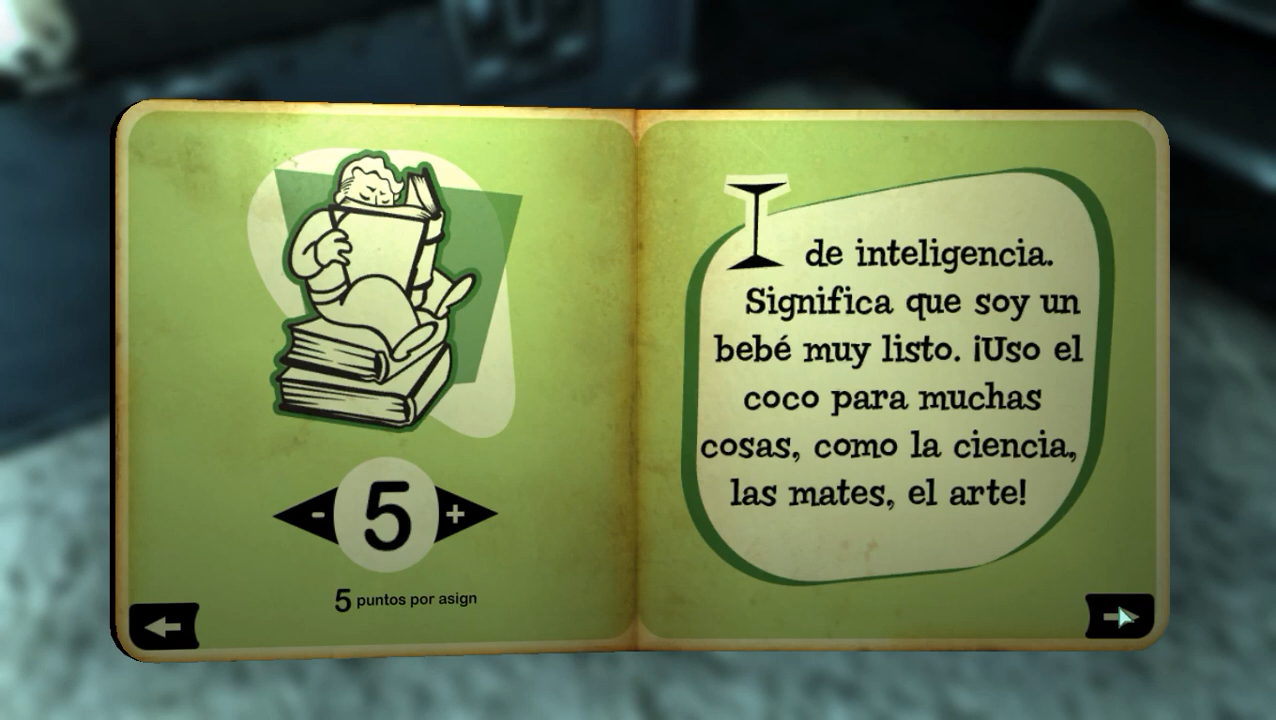 - 5 +
5 puntos por asign
I de inteligencia.
Significa que soy un
bebé muy listo. ¡Uso el
coco para muchas
cosas, como la ciencia,
las mates, el arte!